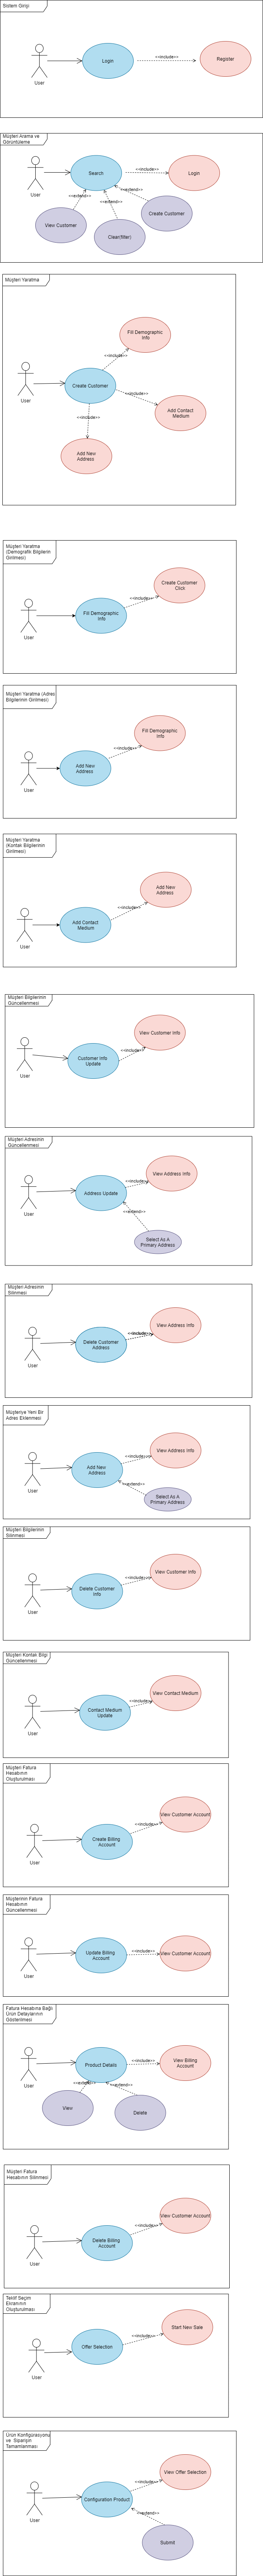 Sistem Girişi
<<include>>
Login
Register
User
Müşteri Arama ve
Görüntüleme
<<include>>
Search
Login
<<extend>>
<<extend>>
<<extend>>
User
View Customer
Create Customer
Clear(filter)
Müşteri Yaratma
Fill Demographic
Info
<<include>>
Create Customer
<<include>>
User
Add Contact
Medium
<<include>>
Add New
Address
Müşteri Yaratma
(Demografik Bilgilerin
Girilmesi)
Create Customer
Click
<<include>>
Fill Demographic
Info
User
Müşteri Yaratma (Adres
Bilgilerinin Girilmesi)
Fill Demographic
Info
<<include>>
Add New
Address
User
Müşteri Yaratma
(Kontak Bilgilerinin
Girilmesi)
Add New
Address
<<include>>
Add Contact
Medium
User
Müşteri Bilgilerinin
Güncellenmesi
View Customer Info
<<include>>
Customer Info
Update
User
Müşteri Adresinin
Güncellenmesi
View Address Info
<<include>>
Address Update
User
<<extend>>
Select As A
Primary Address
Müşteri Adresinin
Silinmesi
View Address Info
<<include>>
Delete Customer
Address
User
Müşteriye Yeni Bir
Adres Eklenmesi
View Address Info
<<include>>
Add New
Address
<<extend>>
User
Select As A
Primary Address
Müşteri Bilgilerinin
Silinmesi
View Customer Info
<<include>>
Delete Customer
Info
User
Müşteri Kontak Bilgi
Güncellenmesi
View Contact Medium
<<include>>
Contact Medium
Update
User
Müşteri Fatura
Hesabının
Oluşturulması
View Customer Account
<<include>>
Create Billing
Account
User
Müşterinin Fatura
Hesabının
Güncellenmesi
Update Billing
Account
<<include>>
View Customer Account
User
Fatura Hesabına Bağlı
Ürün Detaylarının
Gösterilmesi
View Billing
Account
<<include>>
Product Details
User
<<extend>>
<<extend>>
View
Delete
Müşteri Fatura
Hesabının Silinmesi
View Customer Account
<<include>>
Delete Billing
Account
User
Teklif Seçim
Ekranının
Oluşturulması
Start New Sale
<<include>>
Offer Selection
User
Ürün Konfigürasyonu
ve Siparişin
Tamamlanması
View Offer Selection
<<include>>
Configuration Product
User
<<extend>>
Submit